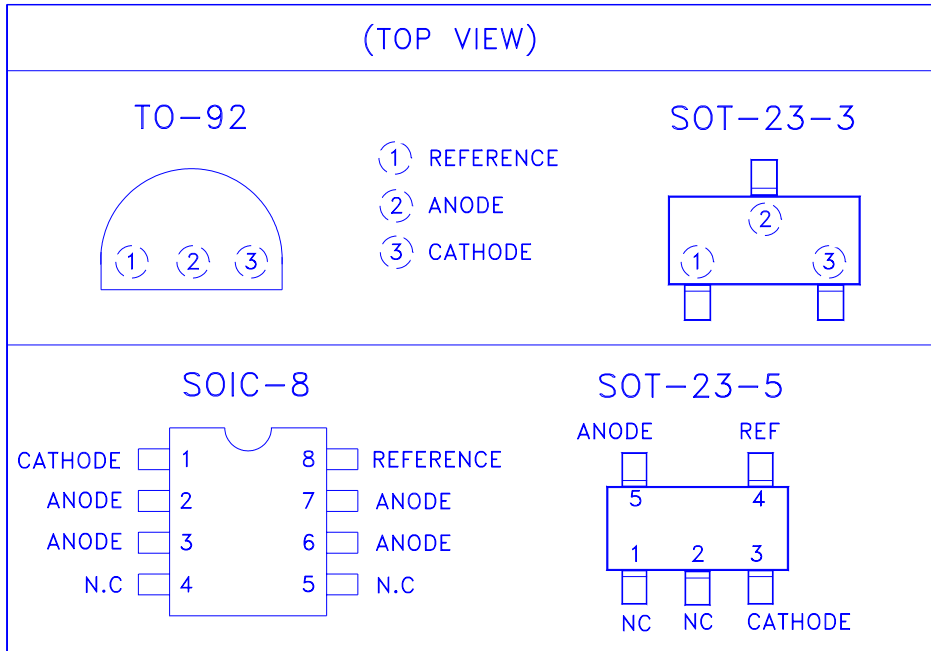 (TOP VIEW)
TO-92
1 REFERENCE
2 ANODE
3 CATHODE
1 2 3
SOT-23-3
2
1 3
SOIC-8
CATHODE 1 8 REFERENCE
ANODE 2 7 ANODE
ANODE 3 6 ANODE
N.C 4 5 N.C
SOT-23-5
ANODE REF
5 4
1 2 3
NC NC CATHODE